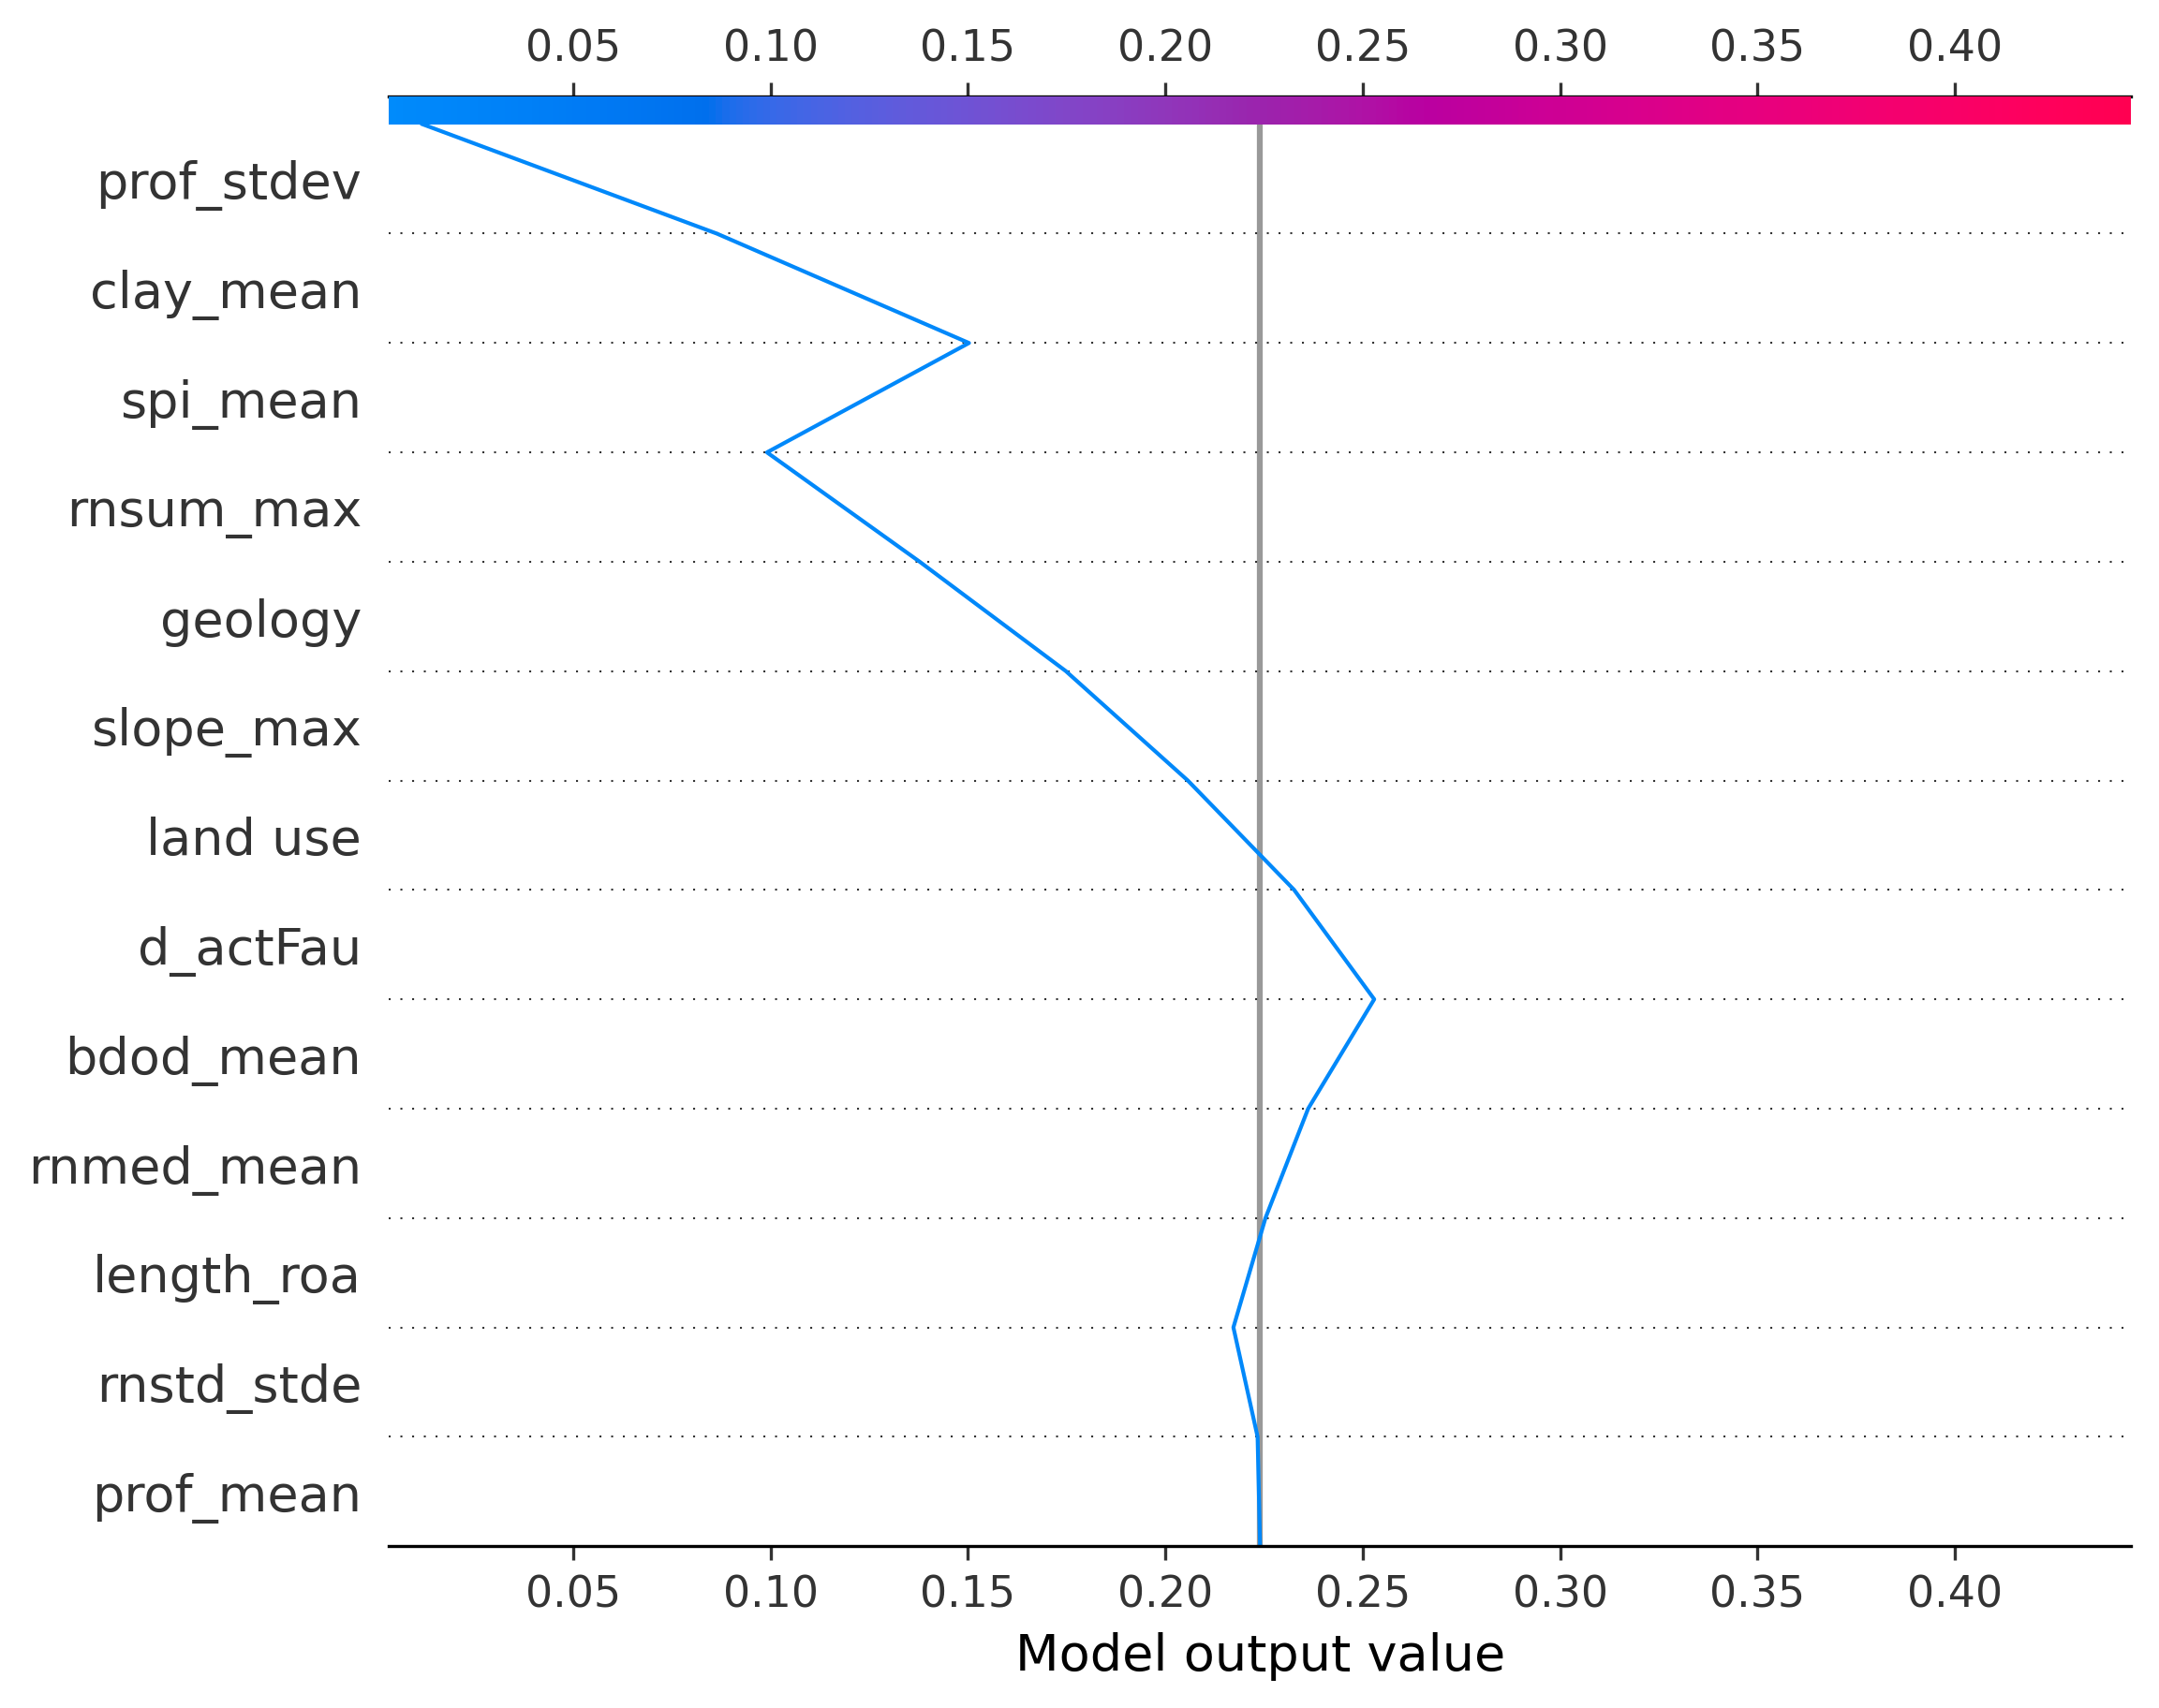 0.05 0.10 0.15 0.20 0.25 0.30 0.35 0.40
prof_stdev
clay_mean
spi_mean
rnsum_max
geology
slope_max
land use
d_actFau
bdod_mean
rnmed_mean
length_roa
rnstd_stde
prof_mean
0.05 0.10 0.15 0.20 0.25 0.30 0.35 0.40
Model output value